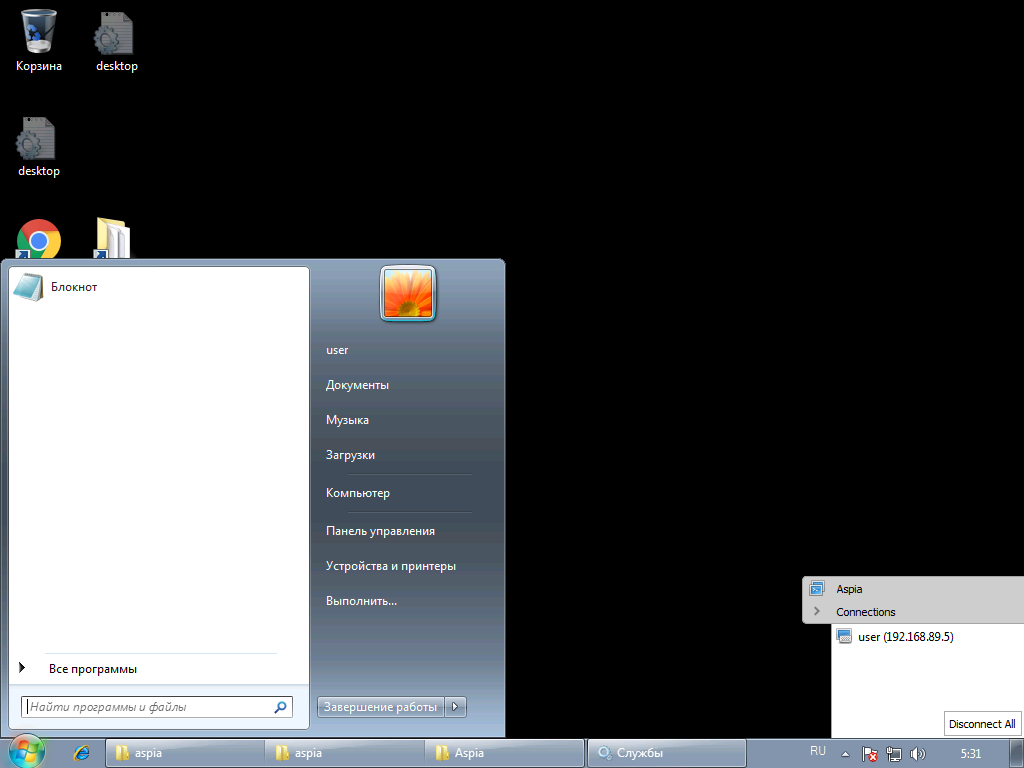 Корзина
desktop
desktop
Блокнот
user
Документы
Музыка
Загрузки
Компьютер
Панель управления
Устройства и принтеры
Выполнить...
Все программы
Найти программы и файлы
Завершение работы
Aspia
Connections
user (192.168.89.5)
Disconnect All
aspia
aspia
Aspia
Службы
RU
5:31